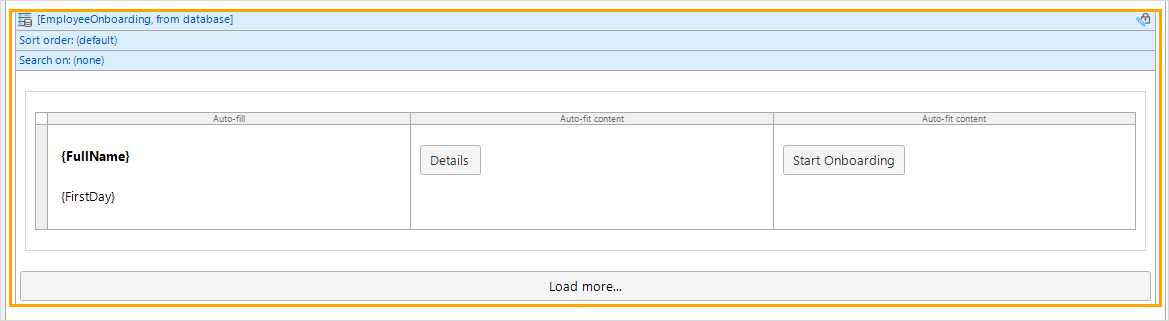 [EmployeeOnboarding, from database]
Sort order: (default)
Search on: (none)
Auto-fill
Auto-fit content
Auto-fit content
{FullName}
Details
Start Onboarding
{FirstDay}
Load more...